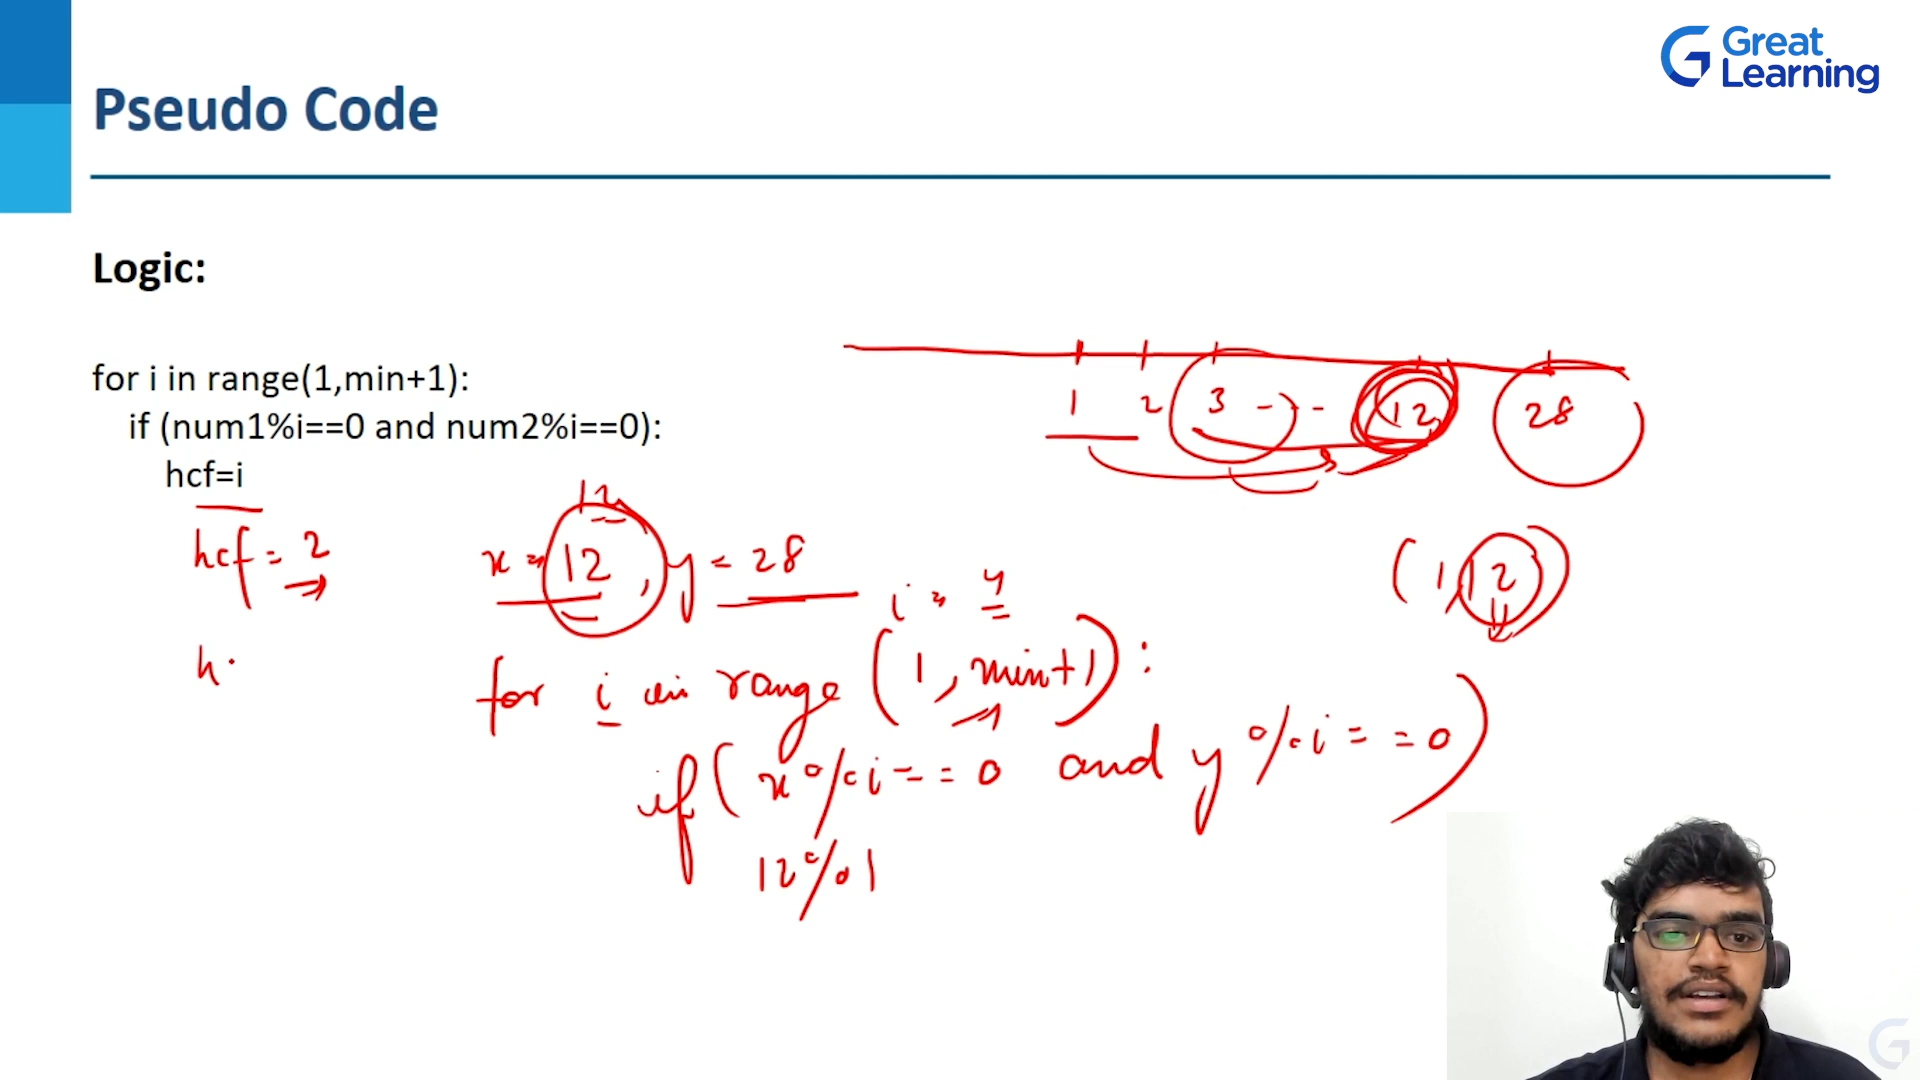 Great
Learning
Pseudo Code
Logic:
for i in range(1,min+1):
if (num1%i==0 and num2%i==0):
hcf=i
1 2 3 - - - 12 28
12
hcf = 2
x = 12 , y = 28
i = 4
(1,12)
h
for i in range (1, min+1) :
if ( x % i == 0 and y % i == 0 )
12 % 1